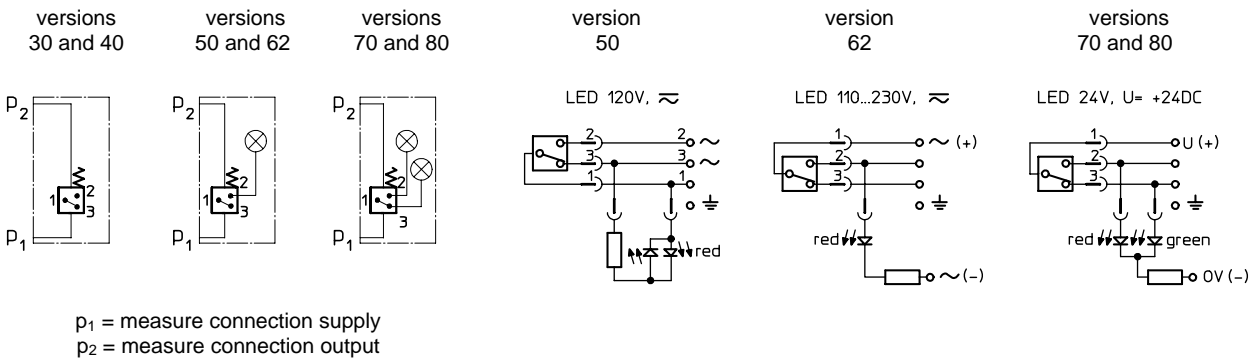 versions
30 and 40
versions
50 and 62
versions
70 and 80
version
50
version
62
versions
70 and 80
p2
1 2
3
p1
p2
1 2
3
p1
p2
1 2
3
p1
LED 120V, ⎓∼
2 2 ∼
3 3 ∼
1 1
red
LED 110...230V, ⎓∼
1 ∼ (+)
2
3
red
∼ (-)
LED 24V, U= +24DC
1 U (+)
2
3
red green
0V (-)
p1 = measure connection supply
p2 = measure connection output